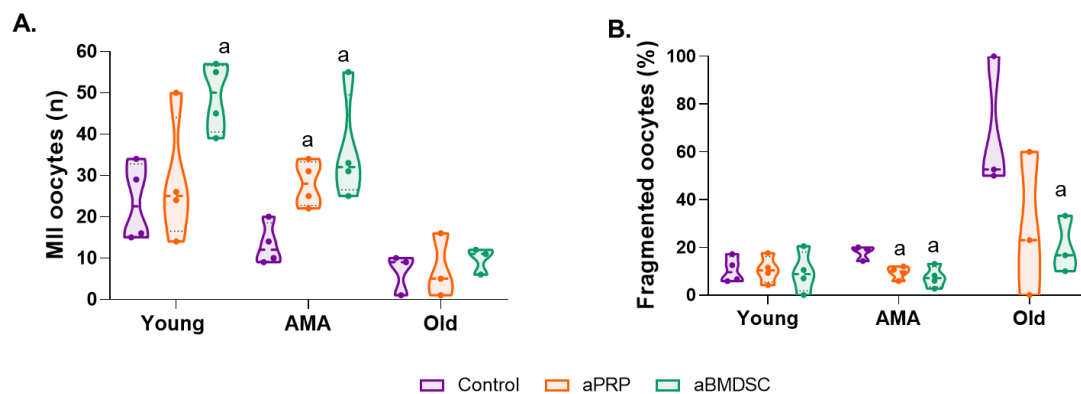 A.
MII oocytes (n)
60
50
40
30
20
10
0
a
a
a
Young
AMA
Old
B.
Fragmented oocytes (%)
100
80
60
40
20
0
a
a
a
Young
AMA
Old
Control
aPRP
aBMDSC